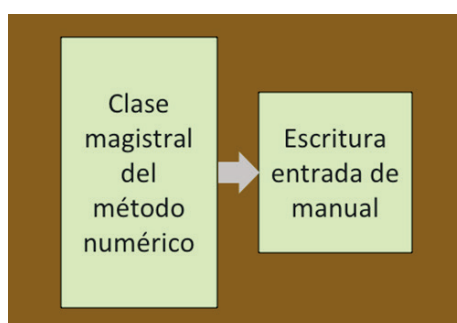 Clase
magistral
del
método
numérico
Escritura
entrada de
manual